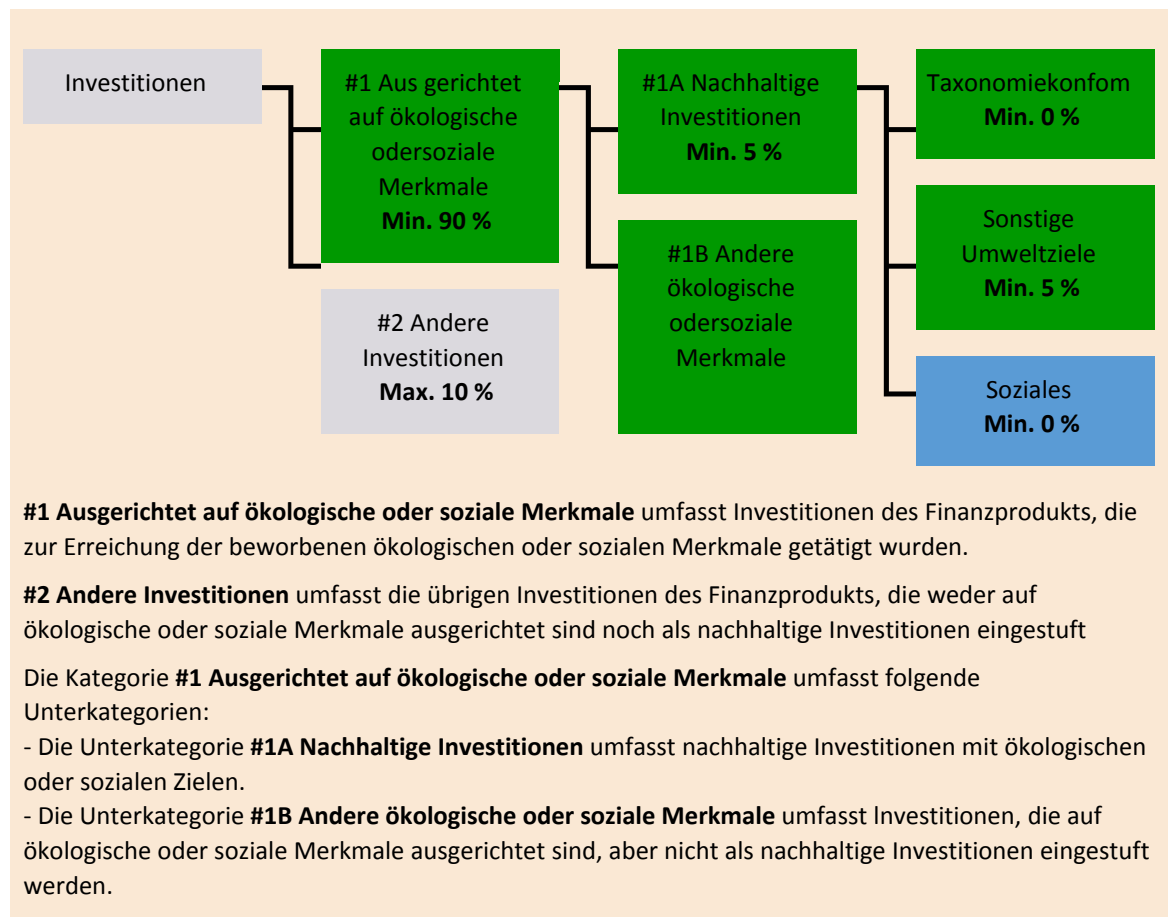 Investitionen
#1 Aus gerichtet
auf ökologische
odersoziale
Merkmale
Min. 90 %
#2 Andere
Investitionen
Max. 10 %
#1A Nachhaltige
Investitionen
Min. 5 %
#1B Andere
ökologische
odersoziale
Merkmale
Taxonomiekonfom
Min. 0 %
Sonstige
Umweltziele
Min. 5 %
Soziales
Min. 0 %
#1 Ausgerichtet auf ökologische oder soziale Merkmale umfasst Investitionen des Finanzprodukts, die
zur Erreichung der beworbenen ökologischen oder sozialen Merkmale getätigt wurden.
#2 Andere Investitionen umfasst die übrigen Investitionen des Finanzprodukts, die weder auf
ökologische oder soziale Merkmale ausgerichtet sind noch als nachhaltige Investitionen eingestuft
Die Kategorie #1 Ausgerichtet auf ökologische oder soziale Merkmale umfasst folgende
Unterkategorien:
- Die Unterkategorie #1A Nachhaltige Investitionen umfasst nachhaltige Investitionen mit ökologischen
oder sozialen Zielen.
- Die Unterkategorie #1B Andere ökologische oder soziale Merkmale umfasst lnvestitionen, die auf
ökologische oder soziale Merkmale ausgerichtet sind, aber nicht als nachhaltige Investitionen eingestuft
werden.